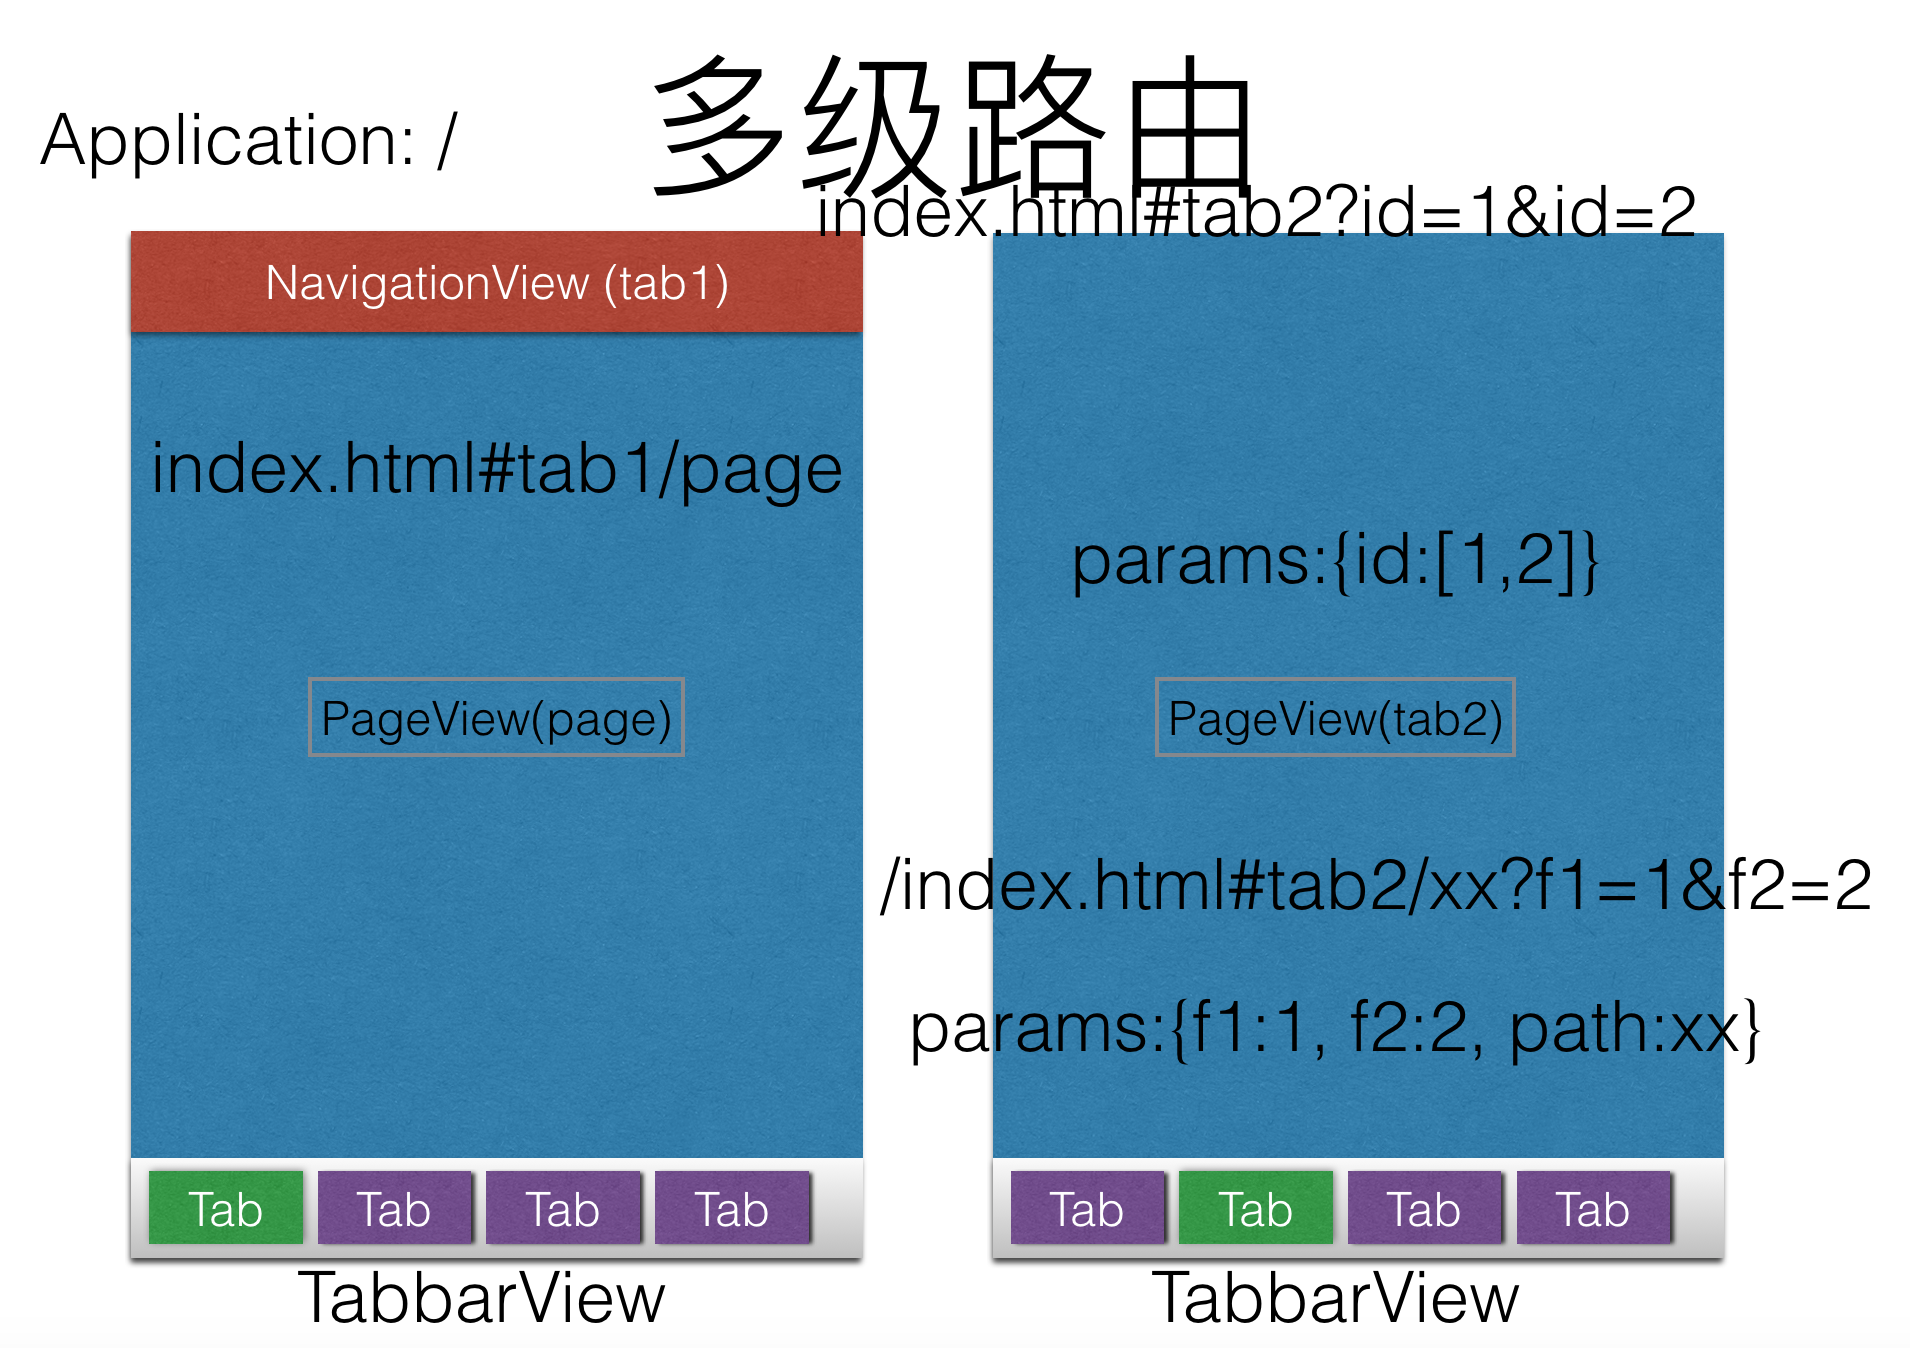 多级路由
Application: /
index.html#tab2?id=1&id=2
NavigationView (tab1)
index.html#tab1/page
PageView(page)
Tab Tab Tab Tab
TabbarView
params:{id:[1,2]}
PageView(tab2)
/index.html#tab2/xx?f1=1&f2=2
params:{f1:1, f2:2, path:xx}
Tab Tab Tab Tab
TabbarView